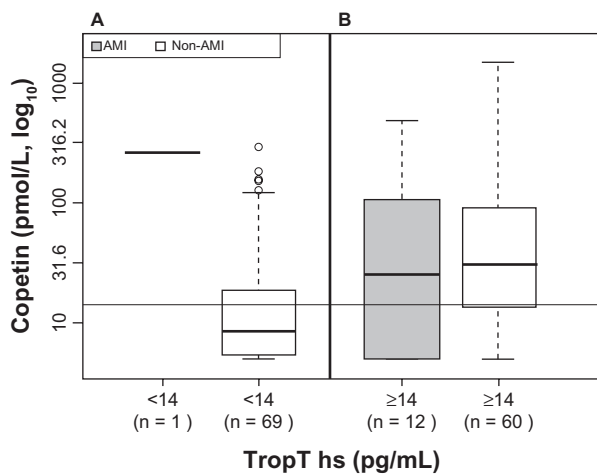 A
B
AMI
Non-AMI
Copetin (pmol/L, log10)
1000
316.2
100
31.6
10
<14
<14
≥14
≥14
(n = 1 )
(n = 69)
(n = 12 )
(n = 60 )
TropT hs (pg/mL)